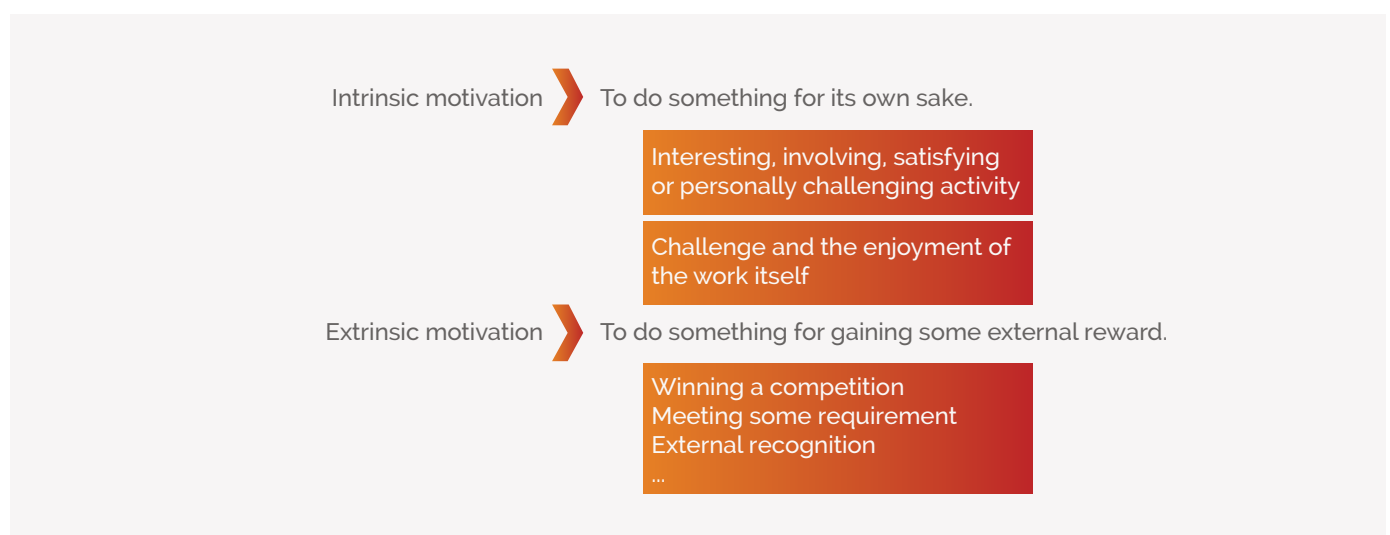 Intrinsic motivation To do something for its own sake.
Interesting, involving, satisfying
or personally challenging activity
Challenge and the enjoyment of
the work itself
Extrinsic motivation To do something for gaining some external reward.
Winning a competition
Meeting some requirement
External recognition
...